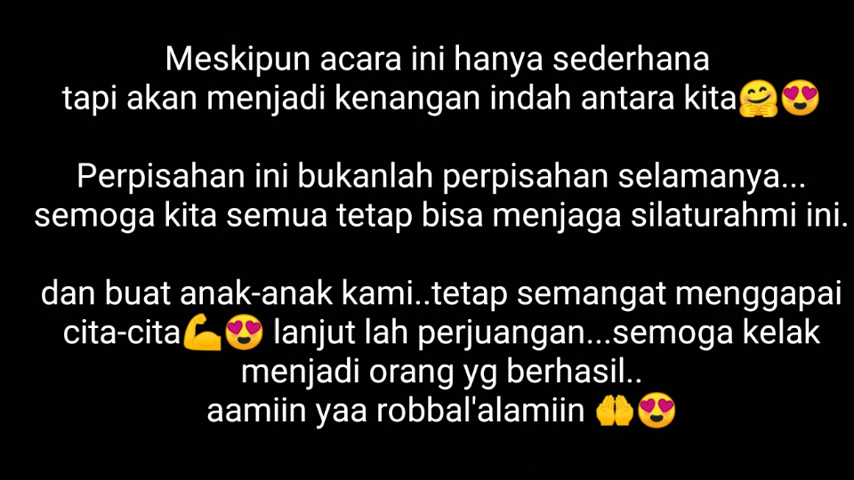 Meskipun acara ini hanya sederhana
tapi akan menjadi kenangan indah antara kita🤗😍
Perpisahan ini bukanlah perpisahan selamanya...
semoga kita semua tetap bisa menjaga silaturahmi ini.
dan buat anak-anak kami..tetap semangat menggapai
cita-cita💪😍 lanjut lah perjuangan...semoga kelak
menjadi orang yg berhasil..
aamiin yaa robbal'alamiin 🤲😍